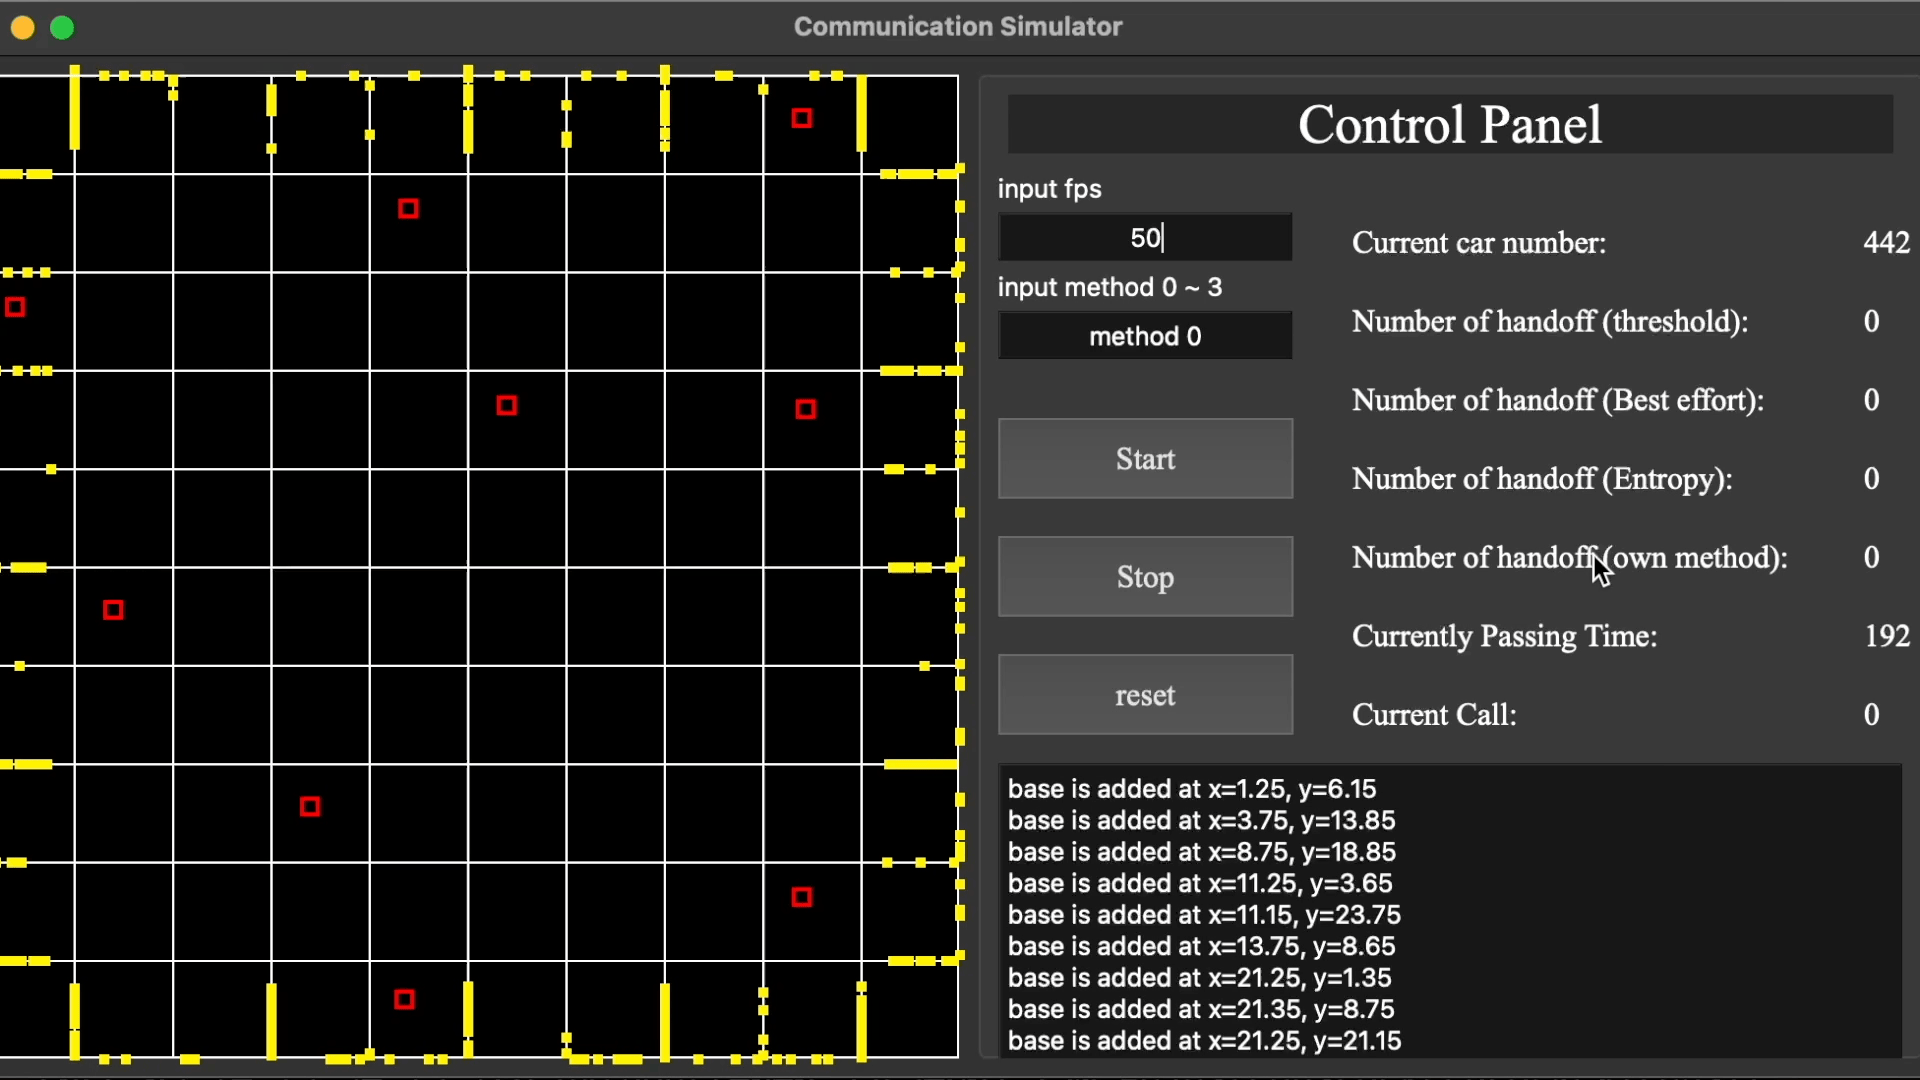 Communication Simulator
Control Panel
input fps
50
input method 0 ~ 3
method 0
Start
Stop
reset
Current car number: 442
Number of handoff (threshold): 0
Number of handoff (Best effort): 0
Number of handoff (Entropy): 0
Number of handoff (own method): 0
Currently Passing Time: 192
Current Call: 0
base is added at x=1.25, y=6.15
base is added at x=3.75, y=13.85
base is added at x=8.75, y=18.85
base is added at x=11.25, y=3.65
base is added at x=11.15, y=23.75
base is added at x=13.75, y=8.65
base is added at x=21.25, y=1.35
base is added at x=21.35, y=8.75
base is added at x=21.25, y=21.15